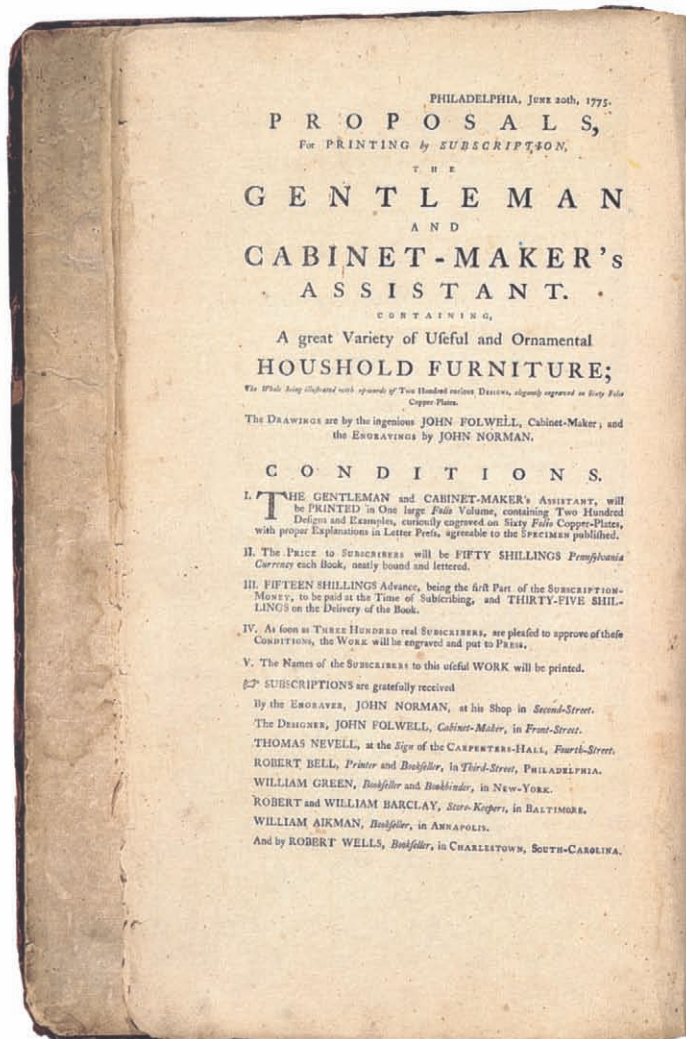 PHILADELPHIA, JUNE 20th, 1775.
PROPOSALS,
For PRINTING by SUBSCRIPTION,
THE
GENTLEMAN
AND
CABINET-MAKER's
ASSISTANT.
CONTAINING,
A great Variety of Uſeful and Ornamental
HOUSHOLD FURNITURE;
The Whole being illuſtrated with upwards of Two Hundred curious DESIGNS, elegantly engraved on Sixty Folio
Copper-Plates.
The DRAWINGS are by the ingenious JOHN FOLWELL, Cabinet-Maker; and
the ENGRAVINGS by JOHN NORMAN.
CONDITIONS.
I. THE GENTLEMAN and CABINET-MAKER's ASSISTANT, will
be PRINTED in One large Folio Volume, containing Two Hundred
Deſigns and Examples, curiouſly engraved on Sixty Folio Copper-Plates,
with proper Explanations in Letter Preſs, agreeable to the SPECIMEN publiſhed.
II. The PRICE to SUBSCRIBERS will be FIFTY SHILLINGS Pennſylvania
Currency each Book, neatly bound and lettered.
III. FIFTEEN SHILLINGS Advance, being the firſt Part of the SUBSCRIPTION-
MONEY, to be paid at the Time of Subſcribing, and THIRTY-FIVE SHIL-
LINGS on the Delivery of the Book.
IV. As ſoon as THREE HUNDRED real SUBSCRIBERS, are pleaſed to approve of theſe
CONDITIONS, the WORK will be engraved and put to PRESS.
V. The Names of the SUBSCRIBERS to this uſeful WORK will be printed.
☞ SUBSCRIPTIONS are gratefully received
By the ENGRAVER, JOHN NORMAN, at his Shop in Second-Street.
The DESIGNER, JOHN FOLWELL, Cabinet-Maker, in Front-Street.
THOMAS NEVELL, at the Sign of the CARPENTERS-HALL, Fourth-Street.
ROBERT BELL, Printer and Bookſeller, in Third-Street, PHILADELPHIA.
WILLIAM GREEN, Bookſeller and Bookbinder, in NEW-YORK.
ROBERT and WILLIAM BARCLAY, Store-Keepers, in BALTIMORE.
WILLIAM AIKMAN, Bookſeller, in ANNAPOLIS.
And by ROBERT WELLS, Bookſeller, in CHARLESTOWN, SOUTH-CAROLINA.